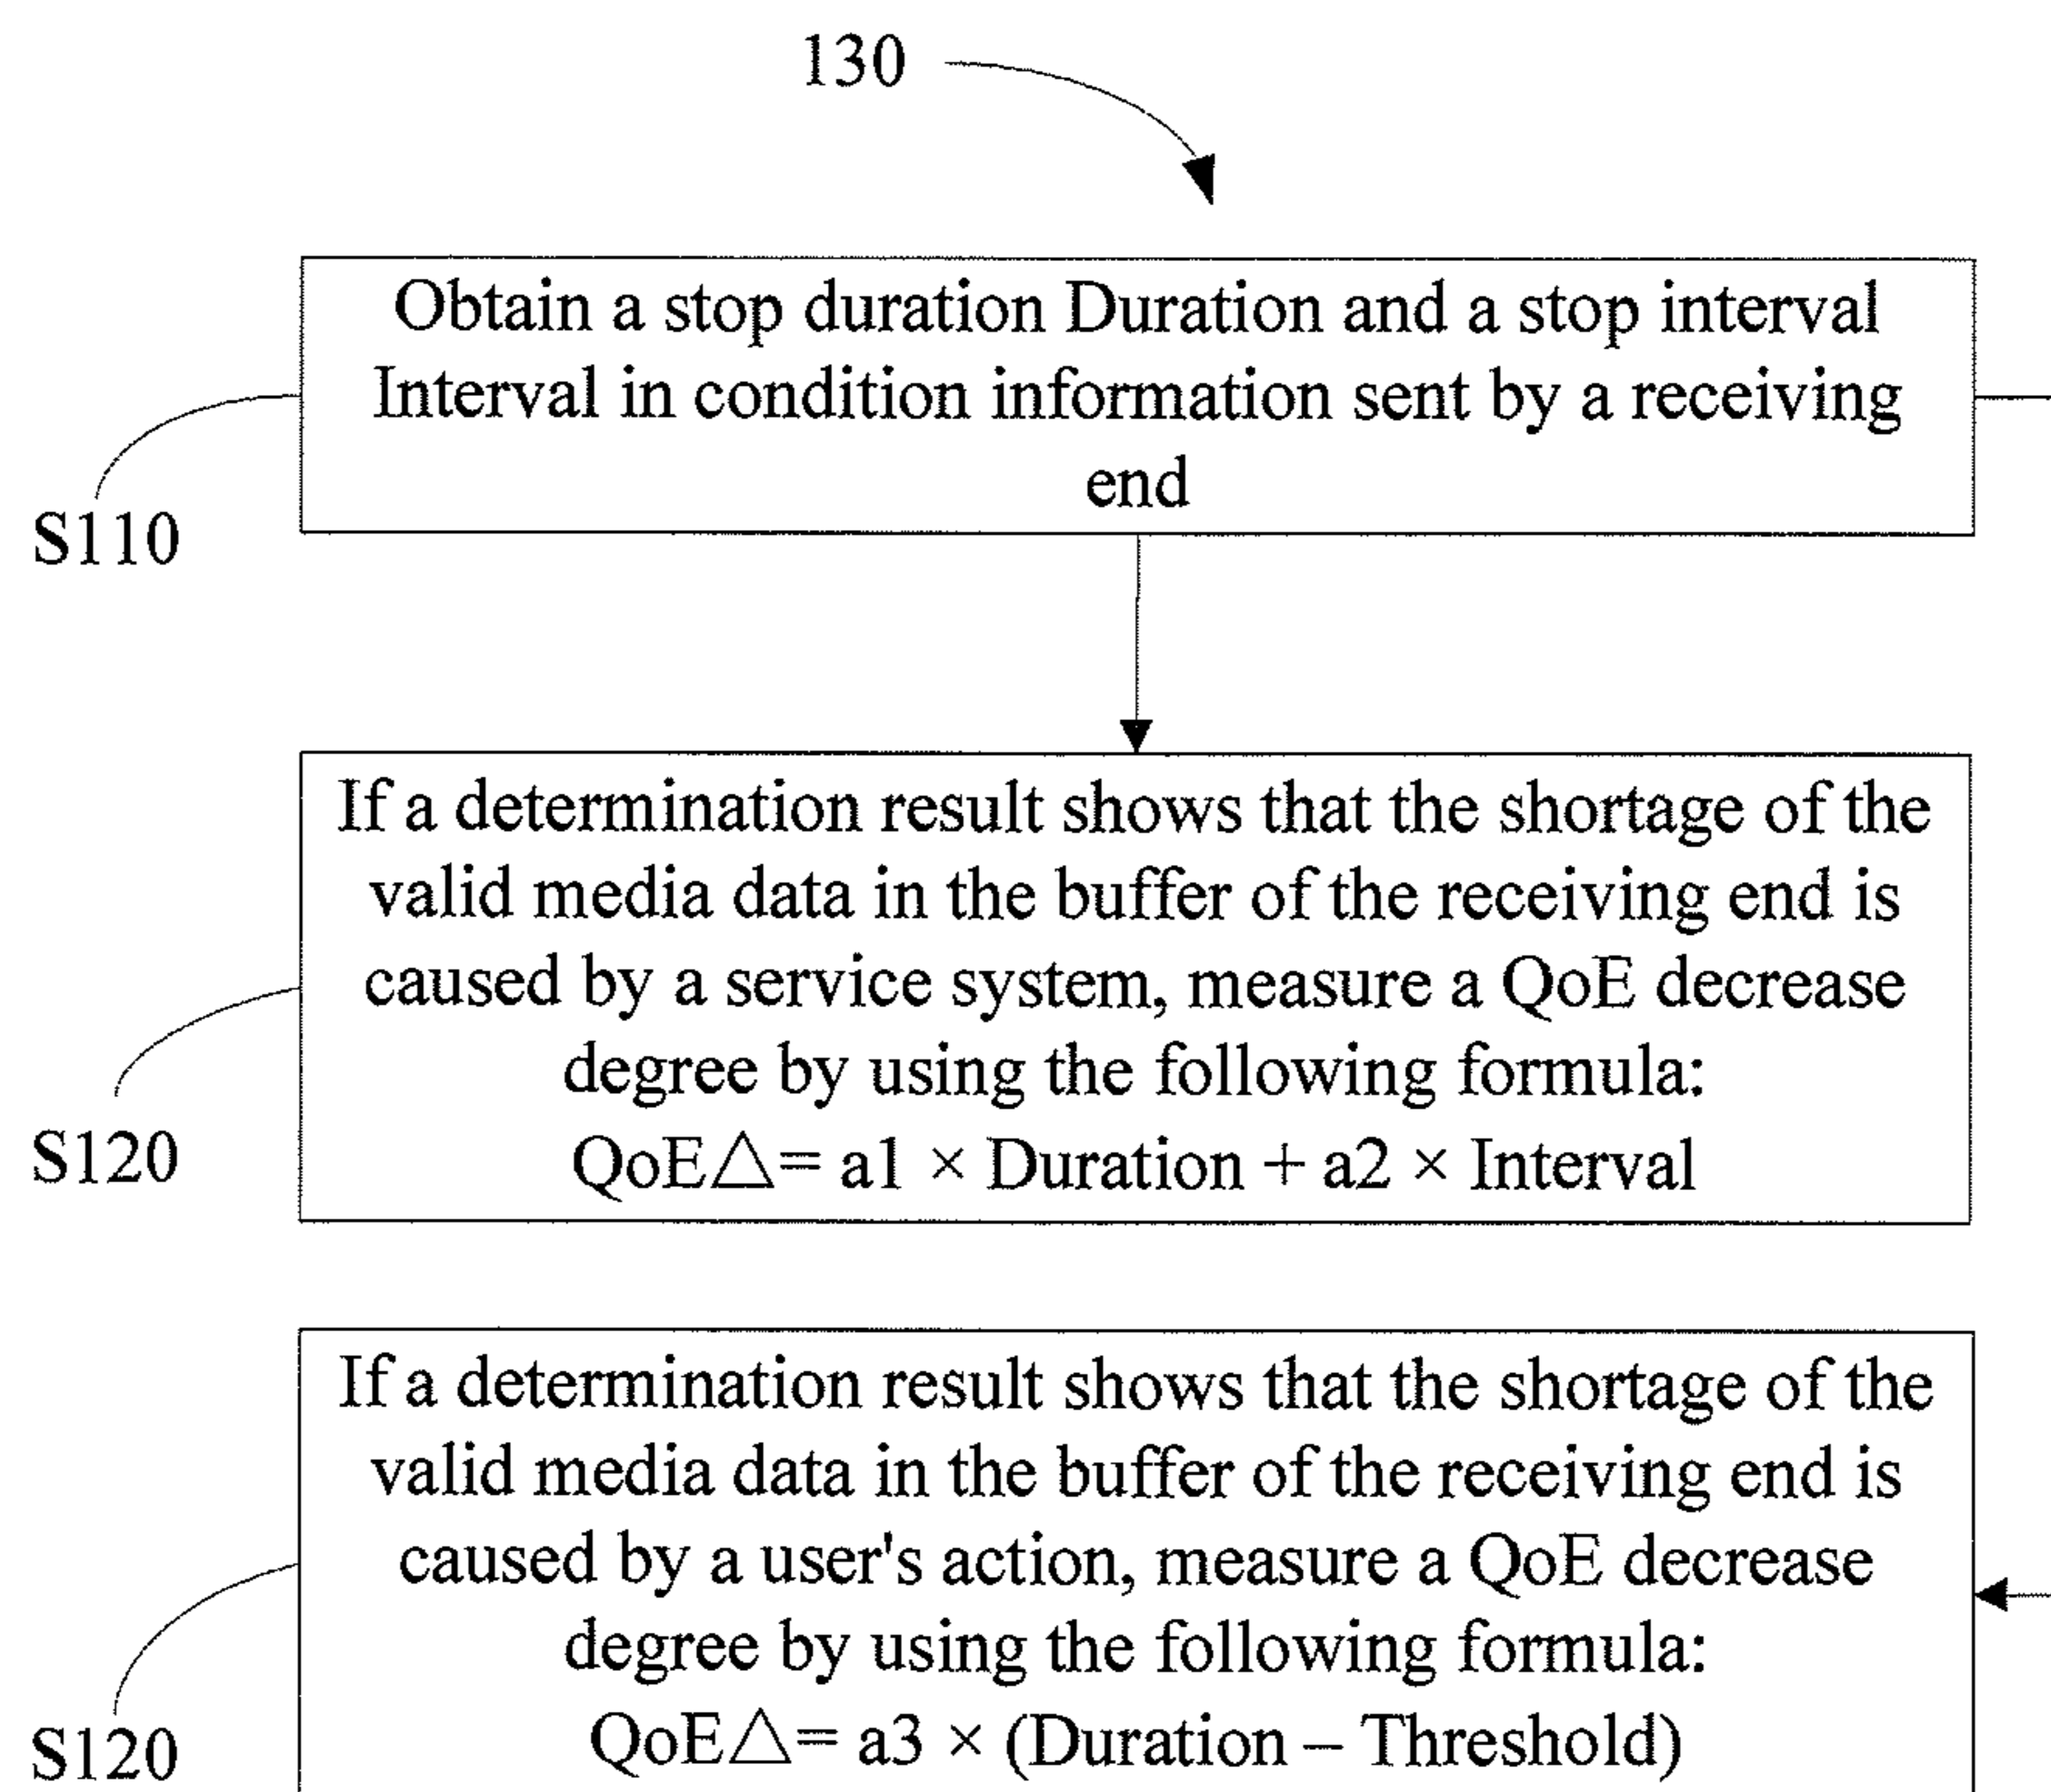 130
Obtain a stop duration Duration and a stop interval
Interval in condition information sent by a receiving
end
S110
If a determination result shows that the shortage of the
valid media data in the buffer of the receiving end is
caused by a service system, measure a QoE decrease
degree by using the following formula:
QoE△= a1 × Duration + a2 × Interval
S120
If a determination result shows that the shortage of the
valid media data in the buffer of the receiving end is
caused by a user's action, measure a QoE decrease
degree by using the following formula:
QoE△= a3 × (Duration – Threshold)
S120